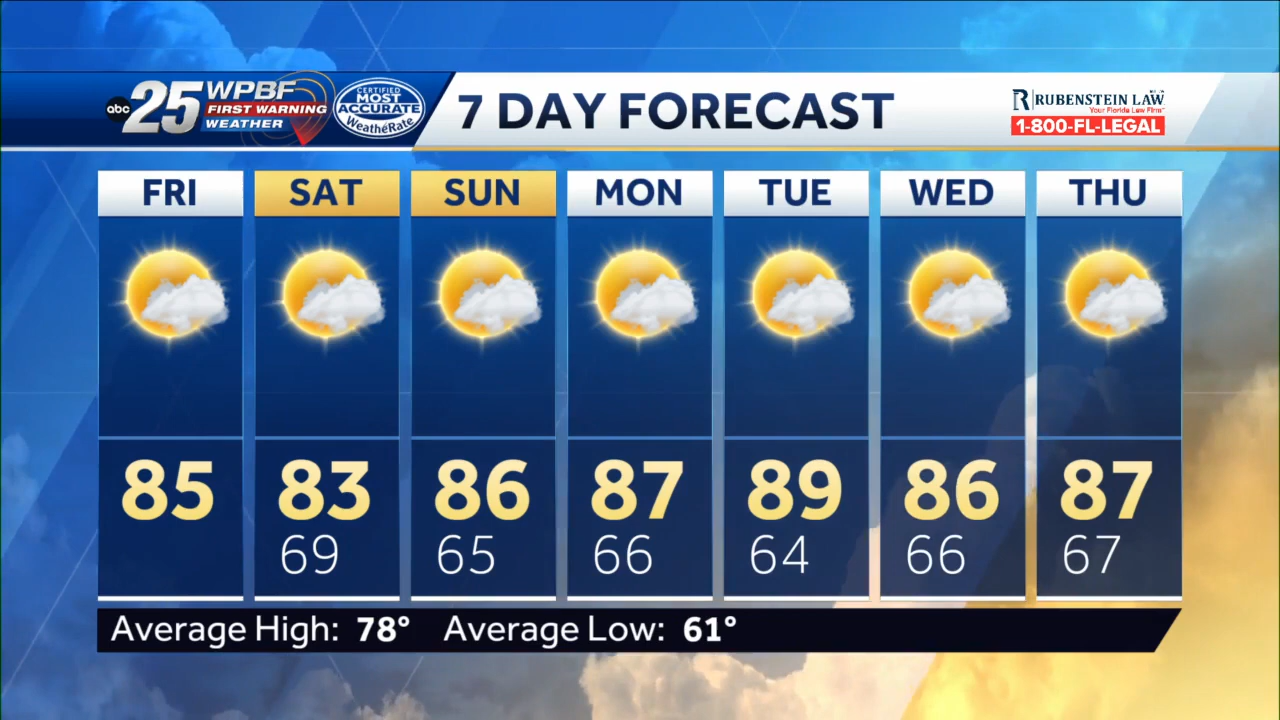 abc 25 WPBF
FIRST WARNING
WEATHER
CERTIFIED
MOST
ACCURATE
WeatheRate
7 DAY FORECAST
R RUBENSTEIN LAW
Your Florida Law Firm
1-800-FL-LEGAL
FRI SAT SUN MON TUE WED THU
85 83 86 87 89 86 87
69 65 66 64 66 67
Average High: 78° Average Low: 61°